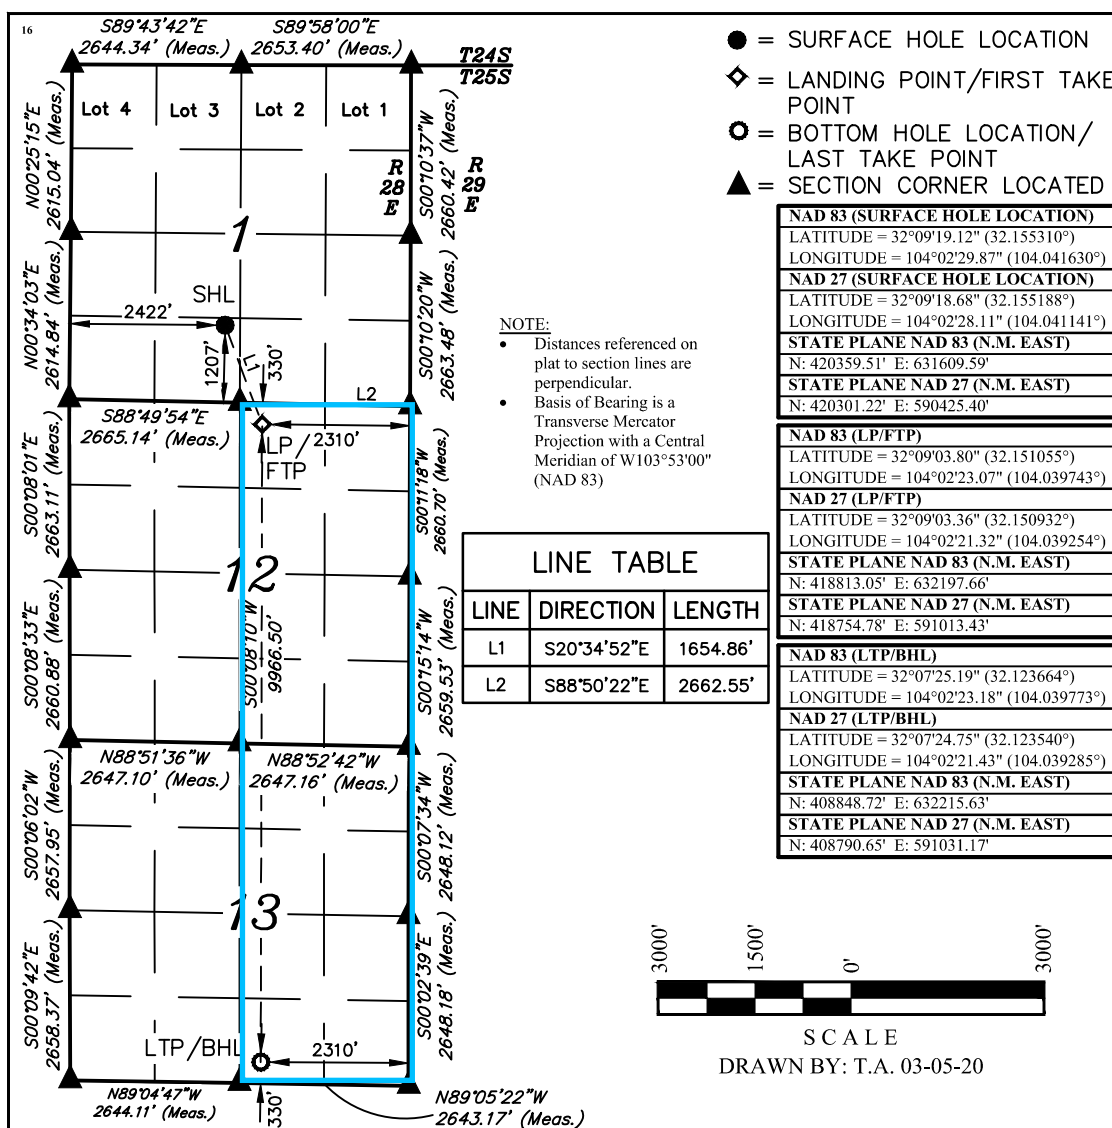 16
S89°43'42"E
2644.34' (Meas.)
S89°58'00"E
2653.40' (Meas.)
T24S
T25S
Lot 4
Lot 3
Lot 2
Lot 1
N00°25'15"E
2615.04' (Meas.)
S00°10'37"W
2660.42' (Meas.)
R
28
E
R
29
E
1
N00°34'03"E
2614.84' (Meas.)
S00°10'20"W
2663.48' (Meas.)
SHL
2422'
1207'
L1
330'
L2
S88°49'54"E
2665.14' (Meas.)
2310'
LP/
FTP
S00°08'01"E
2663.11' (Meas.)
S00°11'18"W
2660.70' (Meas.)
12
S00°08'10"W
9966.50'
S00°08'33"E
2660.88' (Meas.)
S00°15'14"W
2659.53' (Meas.)
N88°51'36"W
2647.10' (Meas.)
N88°52'42"W
2647.16' (Meas.)
S00°06'02"W
2657.95' (Meas.)
S00°07'34"W
2648.12' (Meas.)
13
S00°09'42"E
2658.37' (Meas.)
S00°02'39"E
2648.18' (Meas.)
LTP/BHL
2310'
N89°04'47"W
2644.11' (Meas.)
330'
N89°05'22"W
2643.17' (Meas.)
= SURFACE HOLE LOCATION
= LANDING POINT/FIRST TAKE
POINT
= BOTTOM HOLE LOCATION/
LAST TAKE POINT
= SECTION CORNER LOCATED
NOTE:
• Distances referenced on
plat to section lines are
perpendicular.
• Basis of Bearing is a
Transverse Mercator
Projection with a Central
Meridian of W103°53'00"
(NAD 83)
LINE TABLE
LINE DIRECTION LENGTH
L1 S20°34'52"E 1654.86'
L2 S88°50'22"E 2662.55'
NAD 83 (SURFACE HOLE LOCATION)
LATITUDE = 32°09'19.12" (32.155310°)
LONGITUDE = 104°02'29.87" (104.041630°)
NAD 27 (SURFACE HOLE LOCATION)
LATITUDE = 32°09'18.68" (32.155188°)
LONGITUDE = 104°02'28.11" (104.041141°)
STATE PLANE NAD 83 (N.M. EAST)
N: 420359.51' E: 631609.59'
STATE PLANE NAD 27 (N.M. EAST)
N: 420301.22' E: 590425.40'
NAD 83 (LP/FTP)
LATITUDE = 32°09'03.80" (32.151055°)
LONGITUDE = 104°02'23.07" (104.039743°)
NAD 27 (LP/FTP)
LATITUDE = 32°09'03.36" (32.150932°)
LONGITUDE = 104°02'21.32" (104.039254°)
STATE PLANE NAD 83 (N.M. EAST)
N: 418813.05' E: 632197.66'
STATE PLANE NAD 27 (N.M. EAST)
N: 418754.78' E: 591013.43'
NAD 83 (LTP/BHL)
LATITUDE = 32°07'25.19" (32.123664°)
LONGITUDE = 104°02'23.18" (104.039773°)
NAD 27 (LTP/BHL)
LATITUDE = 32°07'24.75" (32.123540°)
LONGITUDE = 104°02'21.43" (104.039285°)
STATE PLANE NAD 83 (N.M. EAST)
N: 408848.72' E: 632215.63'
STATE PLANE NAD 27 (N.M. EAST)
N: 408790.65' E: 591031.17'
3000'
1500'
0'
3000'
SCALE
DRAWN BY: T.A. 03-05-20